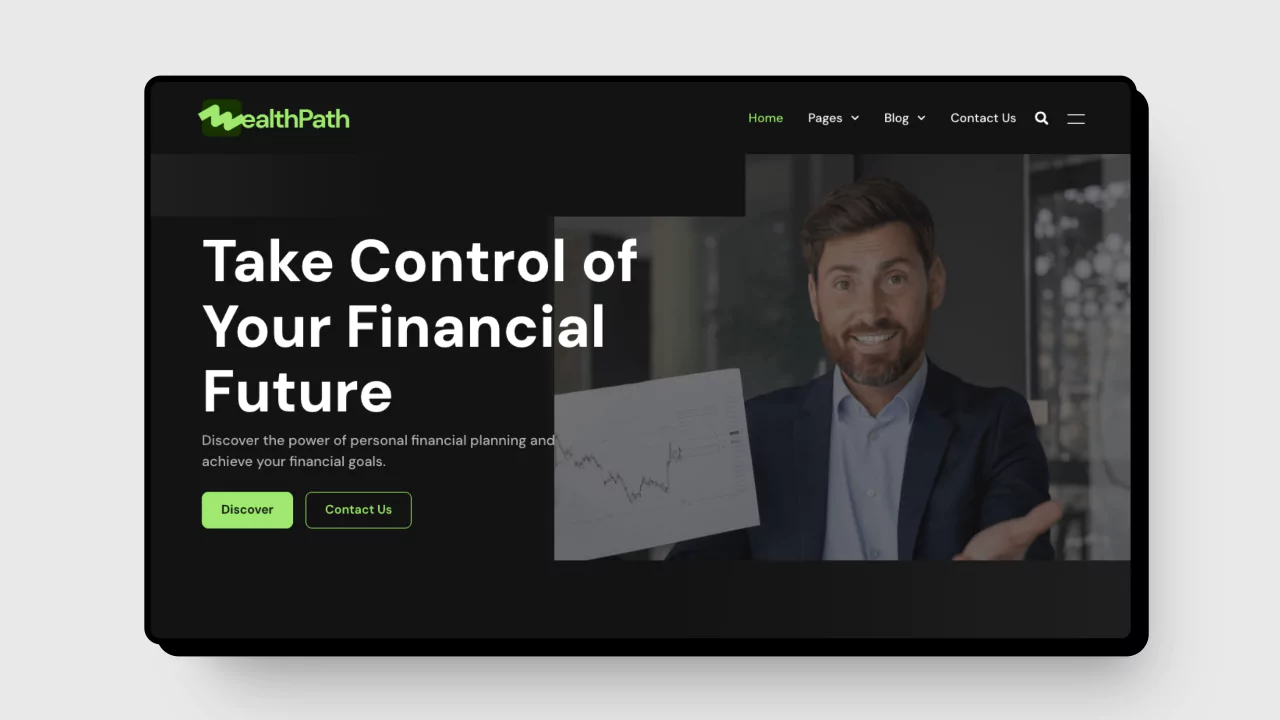 WealthPath
Home Pages Blog Contact Us
Take Control of
Your Financial
Future
Discover the power of personal financial planning and
achieve your financial goals.
Discover Contact Us